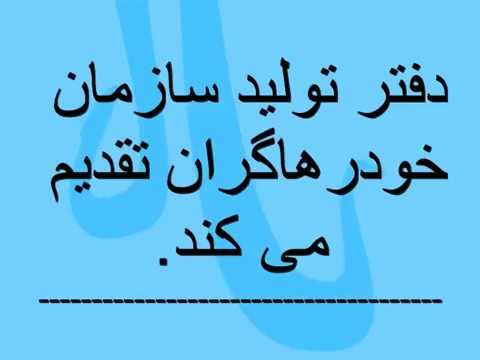 دفتر تولید سازمان
خودرهاگران تقدیم
می کند.